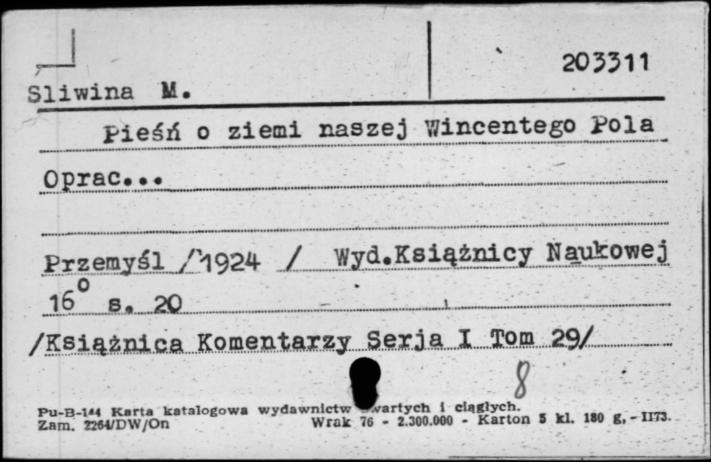 203311
Sliwina M.
Pieśń o ziemi naszej Wincentego Pola
Oprac...
Przemyśl /1924 / Wyd.Książnicy Naukowej
16° s. 20
/Książnica Komentarzy Serja I Tom 29/
8
Pu-B-144 Karta katalogowa wydawnictw zwartych i ciągłych.
Zam. 2264/DW/On Wrak 76 - 2.300.000 - Karton 5 kl. 180 g, - 1173.